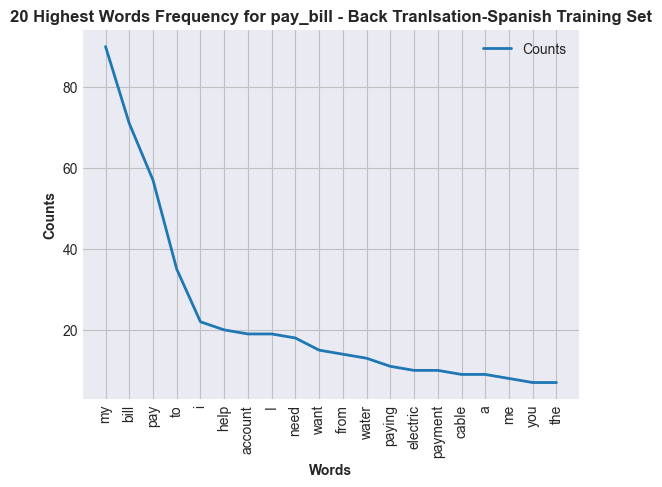 20 Highest Words Frequency for pay_bill - Back Tranlsation-Spanish Training Set
Counts
80
60
40
20
Counts
my
bill
pay
to
i
help
account
I
need
want
from
water
paying
electric
payment
cable
a
me
you
the
Words